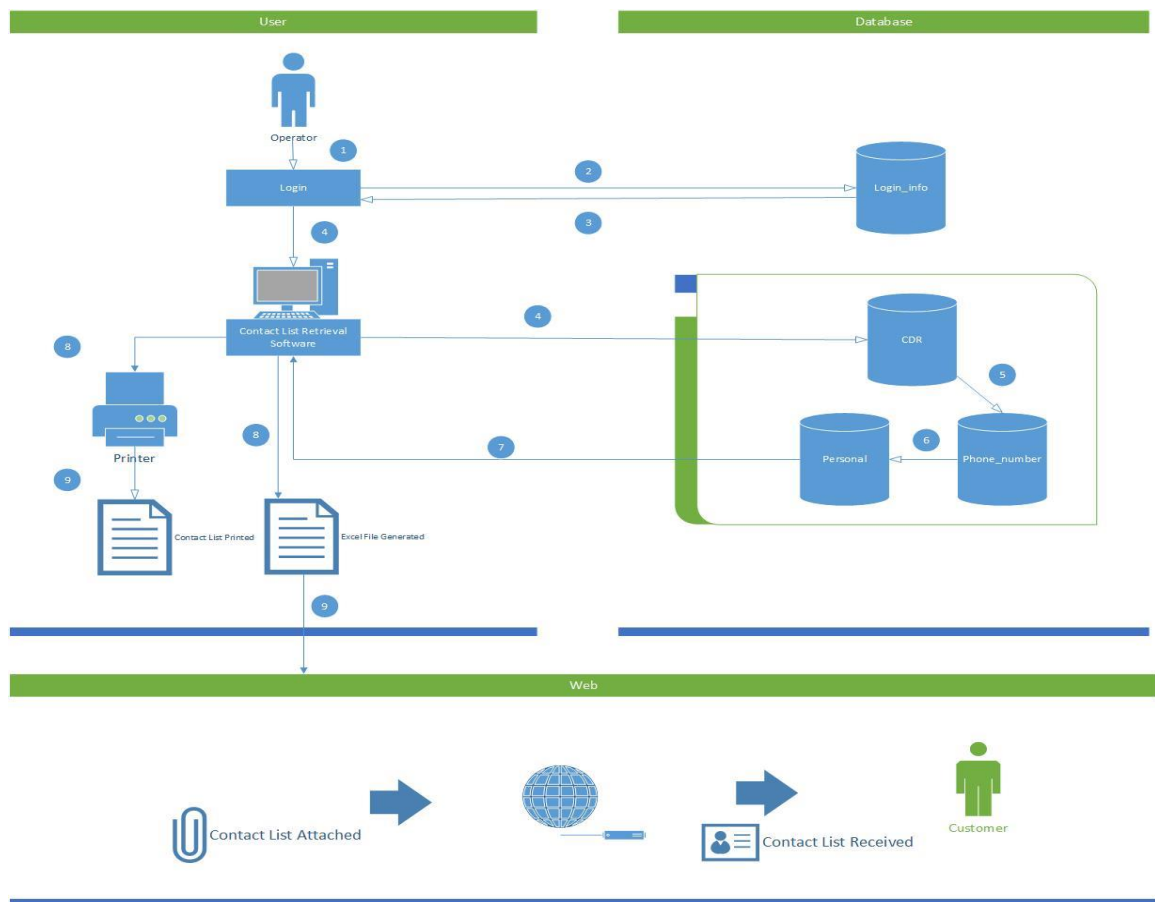 User
Database
Operator
1
Login
2
Login_info
3
4
Contact List Retrieval
Software
4
CDR
8
5
Printer
8
7
Personal
6
Phone_number
9
Contact List Printed
Excel File Generated
9
Web
Contact List Attached
Contact List Received
Customer